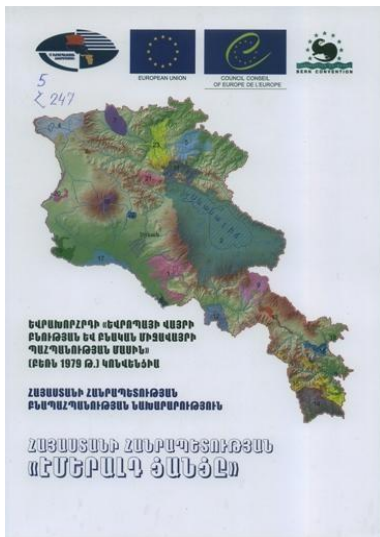 EUROPEAN UNION
COUNCIL CONSEIL
OF EUROPE DE L'EUROPE
BERN CONVENTION
5
Հ 247
ԵՎՐԱԽՈՐՀՐԴԻ «ԵՎՐՈՊԱՅԻ ՎԱՅՐԻ
ԲՆՈՒԹՅԱՆ ԵՎ ԲՆԱԿԱՆ ՄԻՋԱՎԱՅՐԻ
ՊԱՀՊԱՆՈՒԹՅԱՆ ՄԱՍԻՆ»
(ԲԵՌՆ 1979 Թ.) ԿՈՆՎԵՆՑԻԱ
ՀԱՅԱՍՏԱՆԻ ՀԱՆՐԱՊԵՏՈՒԹՅԱՆ
ԲՆԱՊԱՀՊԱՆՈՒԹՅԱՆ ՆԱԽԱՐԱՐՈՒԹՅՈՒՆ
ՀԱՅԱՍՏԱՆԻ ՀԱՆՐԱՊԵՏՈՒԹՅԱՆ
«ԷՄԵՐԱԼԴ ՑԱՆՑԸ»